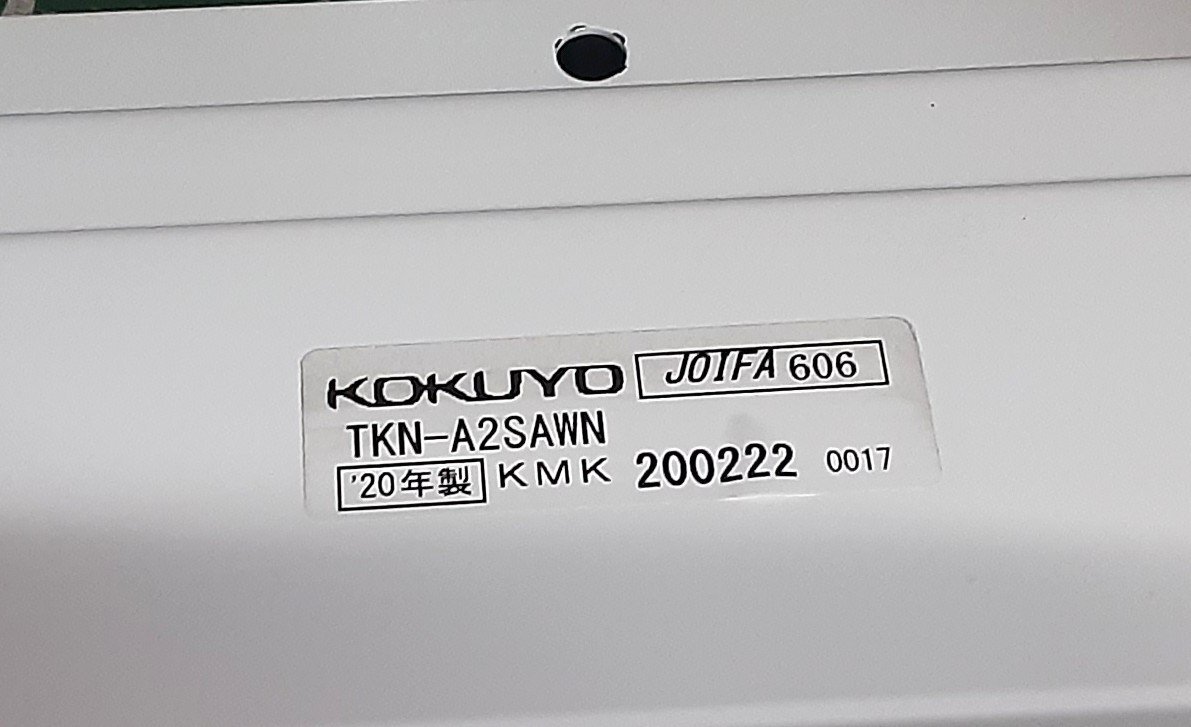 KOKUYO JOIFA 606
TKN-A2SAWN
'20年製 KMK 200222 0017